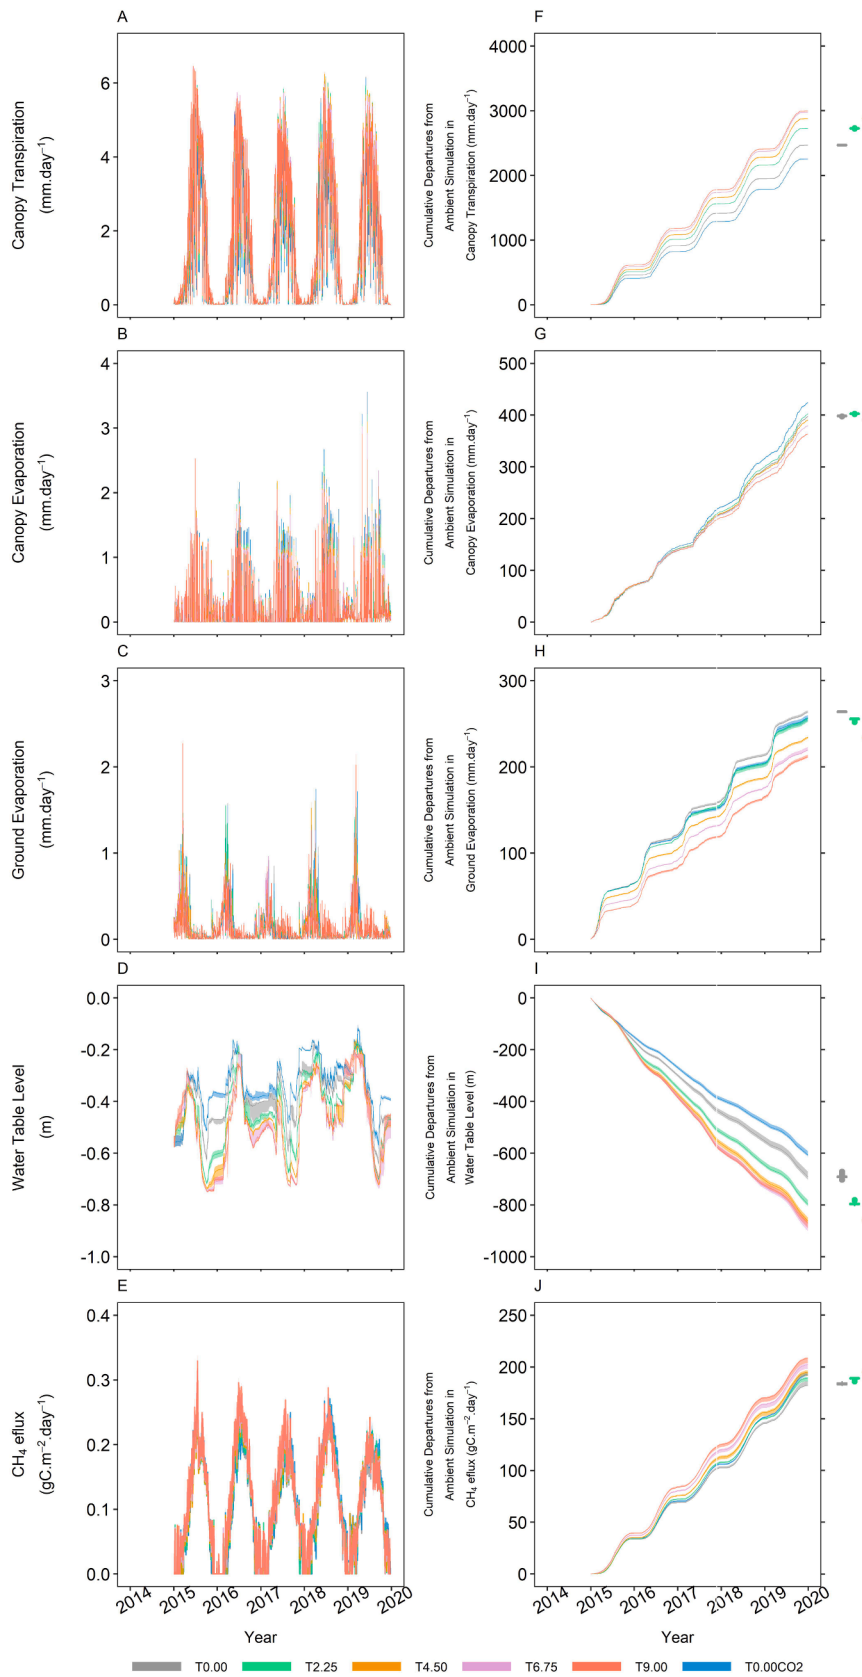 A
Canopy Transpiration
(mm.day−1)
6
4
2
0
F
Cumulative Departures from
Ambient Simulation in
Canopy Transpiration (mm.day−1)
4000
3000
2000
1000
0
B
Canopy Evaporation
(mm.day−1)
4
3
2
1
0
G
Cumulative Departures from
Ambient Simulation in
Canopy Evaporation (mm.day−1)
500
400
300
200
100
0
C
Ground Evaporation
(mm.day−1)
3
2
1
0
H
Cumulative Departures from
Ambient Simulation in
Ground Evaporation (mm.day−1)
300
200
100
0
D
Water Table Level
(m)
0.0
-0.2
-0.4
-0.6
-0.8
-1.0
I
Cumulative Departures from
Ambient Simulation in
Water Table Level (m)
0
-200
-400
-600
-800
-1000
E
CH4 eflux
(gC.m−2.day−1)
0.4
0.3
0.2
0.1
0.0
J
Cumulative Departures from
Ambient Simulation in
CH4 eflux (gC.m−2.day−1)
250
200
150
100
50
0
2014 2015 2016 2017 2018 2019 2020
Year
2014 2015 2016 2017 2018 2019 2020
Year
T0.00 T2.25 T4.50 T6.75 T9.00 T0.00CO2